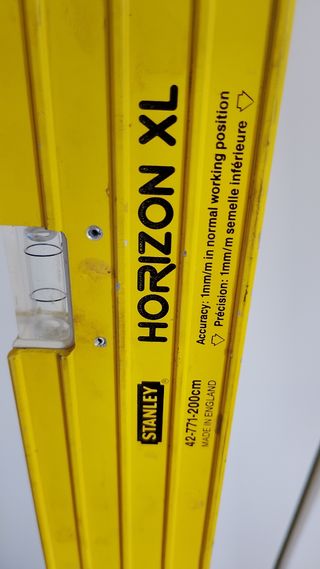 STANLEY®
HORIZON XL
42-771-200cm
MADE IN ENGLAND
Accuracy: 1mm/m in normal working position
Précision: 1mm/m semelle inférieure